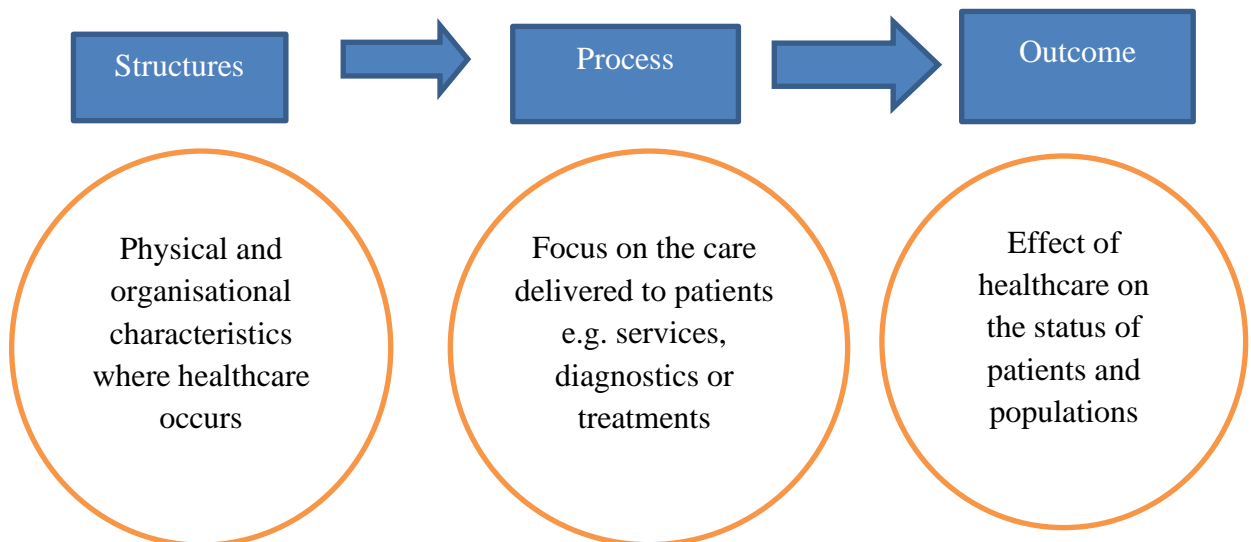 Structures
Process
Outcome
Physical and
organisational
characteristics
where healthcare
occurs
Focus on the care
delivered to patients
e.g. services,
diagnostics or
treatments
Effect of
healthcare on
the status of
patients and
populations